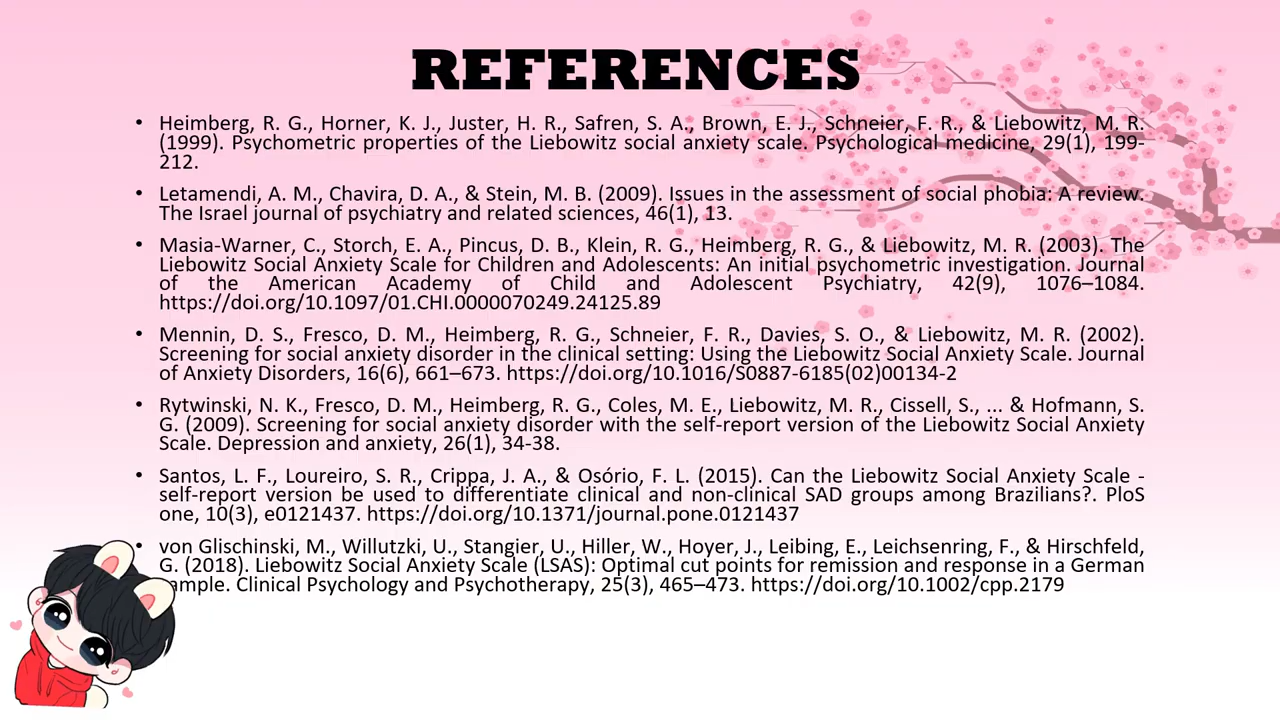 REFERENCES
• Heimberg, R. G., Horner, K. J., Juster, H. R., Safren, S. A., Brown, E. J., Schneier, F. R., & Liebowitz, M. R.
(1999). Psychometric properties of the Liebowitz social anxiety scale. Psychological medicine, 29(1), 199-
212.
• Letamendi, A. M., Chavira, D. A., & Stein, M. B. (2009). Issues in the assessment of social phobia: A review.
The Israel journal of psychiatry and related sciences, 46(1), 13.
• Masia-Warner, C., Storch, E. A., Pincus, D. B., Klein, R. G., Heimberg, R. G., & Liebowitz, M. R. (2003). The
Liebowitz Social Anxiety Scale for Children and Adolescents: An initial psychometric investigation. Journal
of the American Academy of Child and Adolescent Psychiatry, 42(9), 1076–1084.
https://doi.org/10.1097/01.CHI.0000070249.24125.89
• Mennin, D. S., Fresco, D. M., Heimberg, R. G., Schneier, F. R., Davies, S. O., & Liebowitz, M. R. (2002).
Screening for social anxiety disorder in the clinical setting: Using the Liebowitz Social Anxiety Scale. Journal
of Anxiety Disorders, 16(6), 661–673. https://doi.org/10.1016/S0887-6185(02)00134-2
• Rytwinski, N. K., Fresco, D. M., Heimberg, R. G., Coles, M. E., Liebowitz, M. R., Cissell, S., ... & Hofmann, S.
G. (2009). Screening for social anxiety disorder with the self-report version of the Liebowitz Social Anxiety
Scale. Depression and anxiety, 26(1), 34-38.
• Santos, L. F., Loureiro, S. R., Crippa, J. A., & Osório, F. L. (2015). Can the Liebowitz Social Anxiety Scale -
self-report version be used to differentiate clinical and non-clinical SAD groups among Brazilians?. PloS
one, 10(3), e0121437. https://doi.org/10.1371/journal.pone.0121437
• von Glischinski, M., Willutzki, U., Stangier, U., Hiller, W., Hoyer, J., Leibing, E., Leichsenring, F., & Hirschfeld,
G. (2018). Liebowitz Social Anxiety Scale (LSAS): Optimal cut points for remission and response in a German
ample. Clinical Psychology and Psychotherapy, 25(3), 465–473. https://doi.org/10.1002/cpp.2179